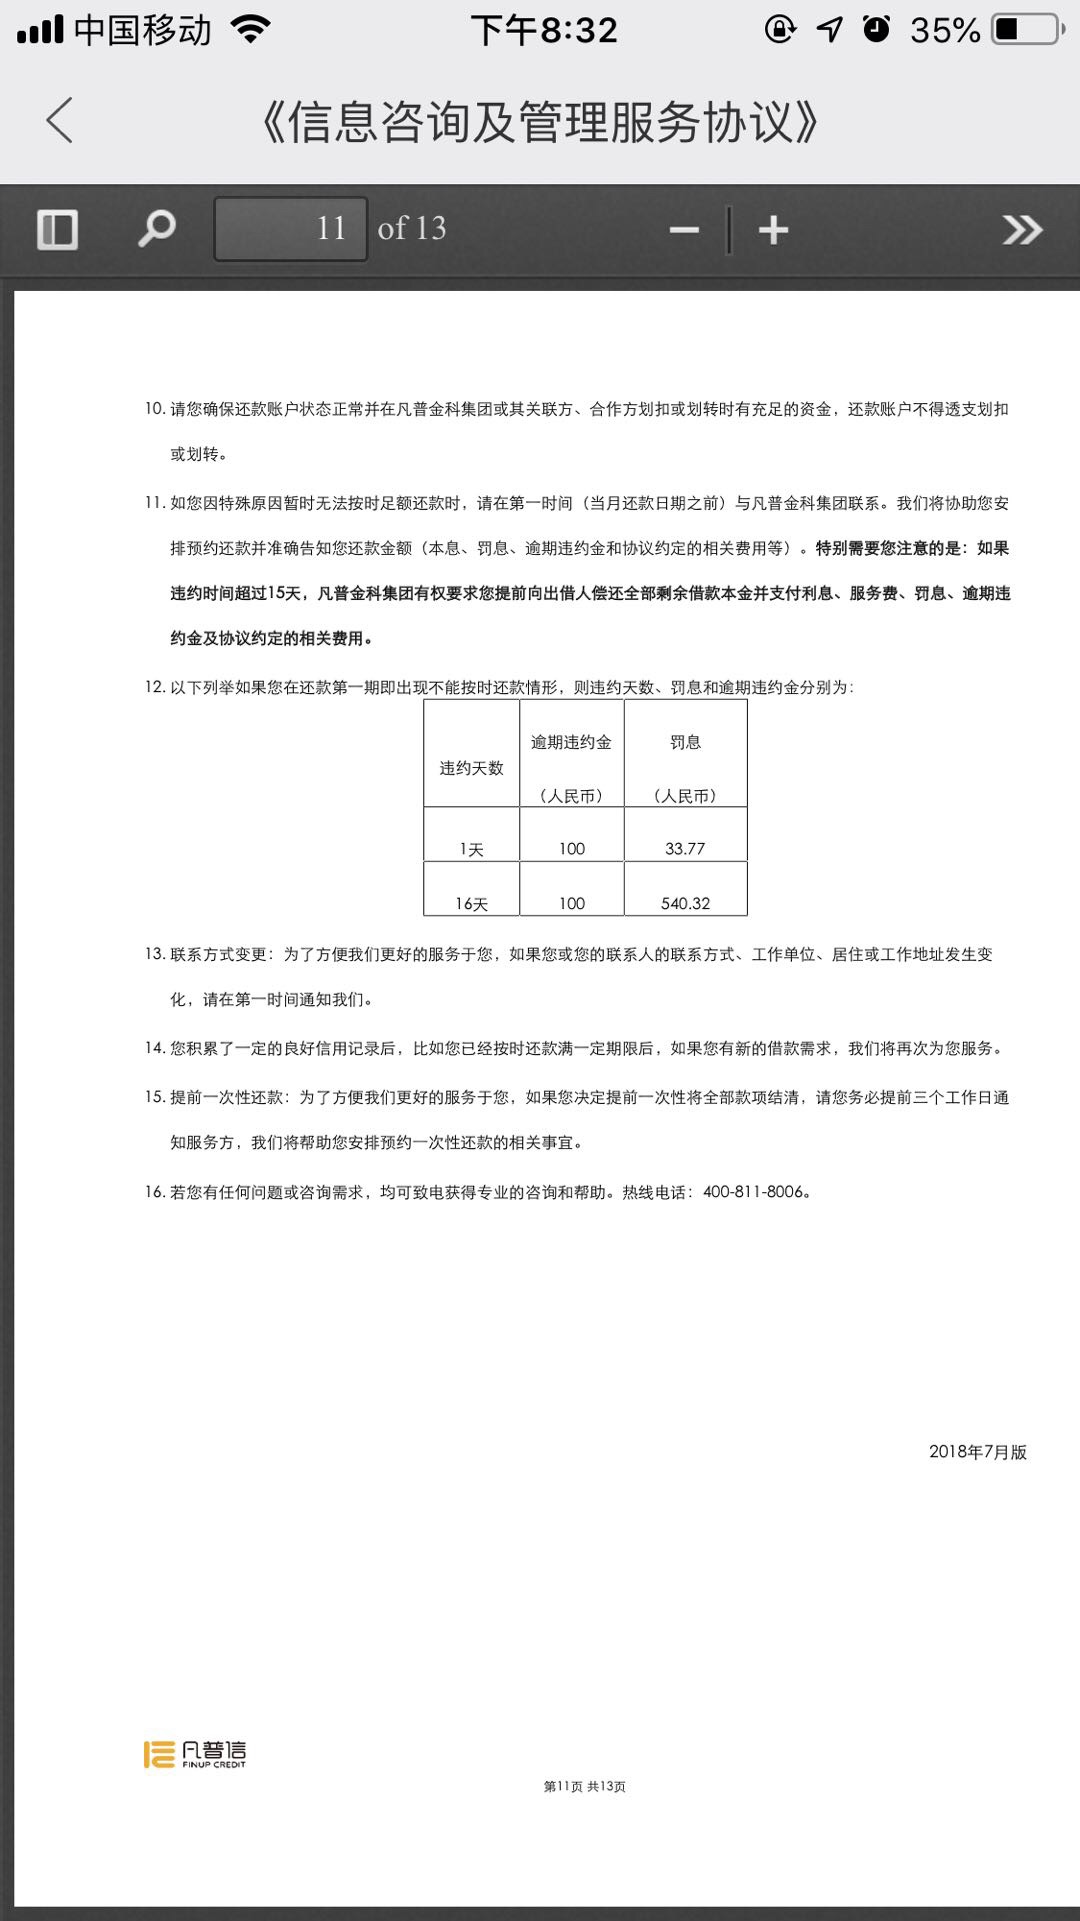 中国移动
下午8:32
35%
《信息咨询及管理服务协议》
11 of 13
10. 请您确保还款账户状态正常并在凡普金科集团或其关联方、合作方划扣或划转时有充足的资金，还款账户不得透支划扣
或划转。
11. 如您因特殊原因暂时无法按时足额还款时，请在第一时间（当月还款日期之前）与凡普金科集团联系。我们将协助您安
排预约还款并准确告知您还款金额（本息、罚息、逾期违约金和协议约定的相关费用等）。特别需要您注意的是：如果
违约时间超过15天，凡普金科集团有权要求您提前向出借人偿还全部剩余借款本金并支付利息、服务费、罚息、逾期违
约金及协议约定的相关费用。
12. 以下列举如果您在还款第一期即出现不能按时还款情形，则违约天数、罚息和逾期违约金分别为：
违约天数
逾期违约金
（人民币）
罚息
（人民币）
1天 100 33.77
16天 100 540.32
13. 联系方式变更：为了方便我们更好的服务于您，如果您或您的联系人的联系方式、工作单位、居住或工作地址发生变
化，请在第一时间通知我们。
14. 您积累了一定的良好信用记录后，比如您已经按时还款满一定期限后，如果您有新的借款需求，我们将再次为您服务。
15. 提前一次性还款：为了方便我们更好的服务于您，如果您决定提前一次性将全部款项结清，请您务必提前三个工作日通
知服务方，我们将帮助您安排预约一次性还款的相关事宜。
16. 若您有任何问题或咨询需求，均可致电获得专业的咨询和帮助。热线电话：400-811-8006。
2018年7月版
凡普信
FINUP CREDIT
第11页 共13页